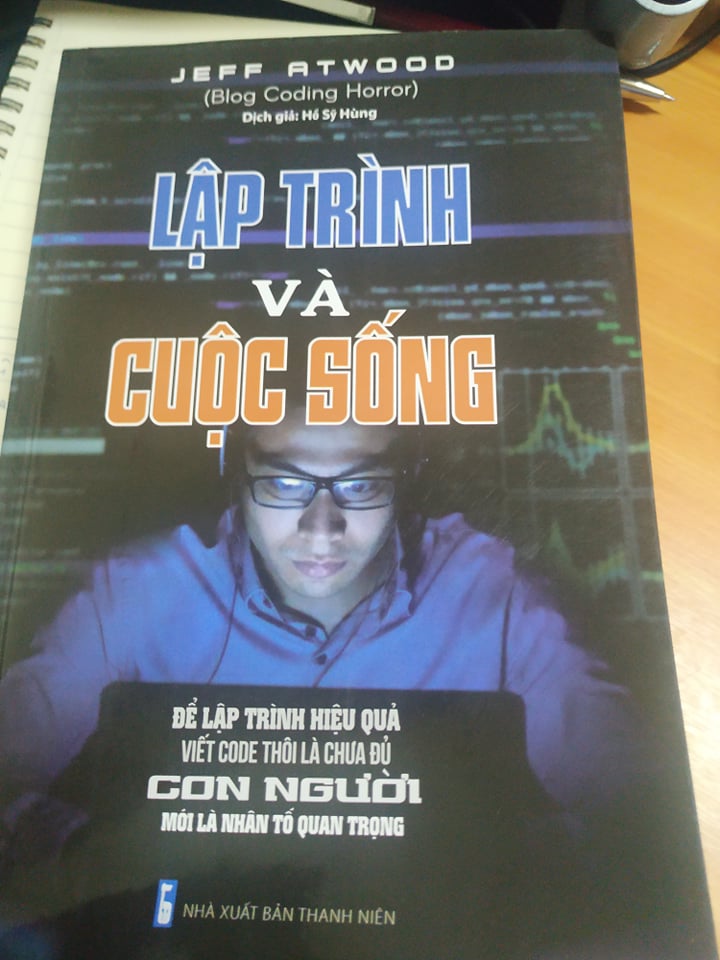 JEFF ATWOOD
(Blog Coding Horror)
Dịch giả: Hồ Sỹ Hùng
LẬP TRÌNH
VÀ
CUỘC SỐNG
ĐỂ LẬP TRÌNH HIỆU QUẢ
VIẾT CODE THÔI LÀ CHƯA ĐỦ
CON NGƯỜI
MỚI LÀ NHÂN TỐ QUAN TRỌNG
NHÀ XUẤT BẢN THANH NIÊN